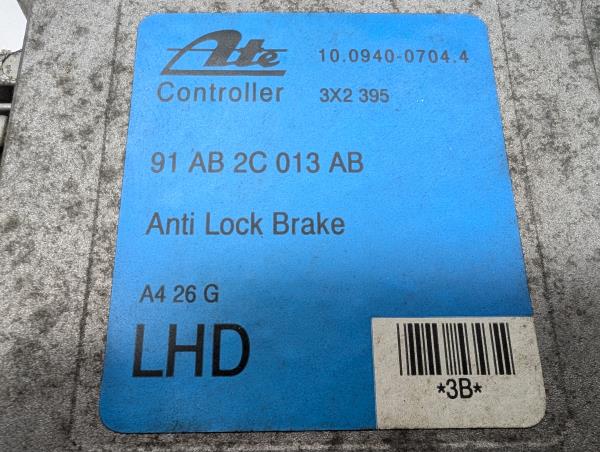 Ate 10.0940-0704.4
Controller 3X2 395
91 AB 2C 013 AB
Anti Lock Brake
A4 26 G
LHD
*3B*